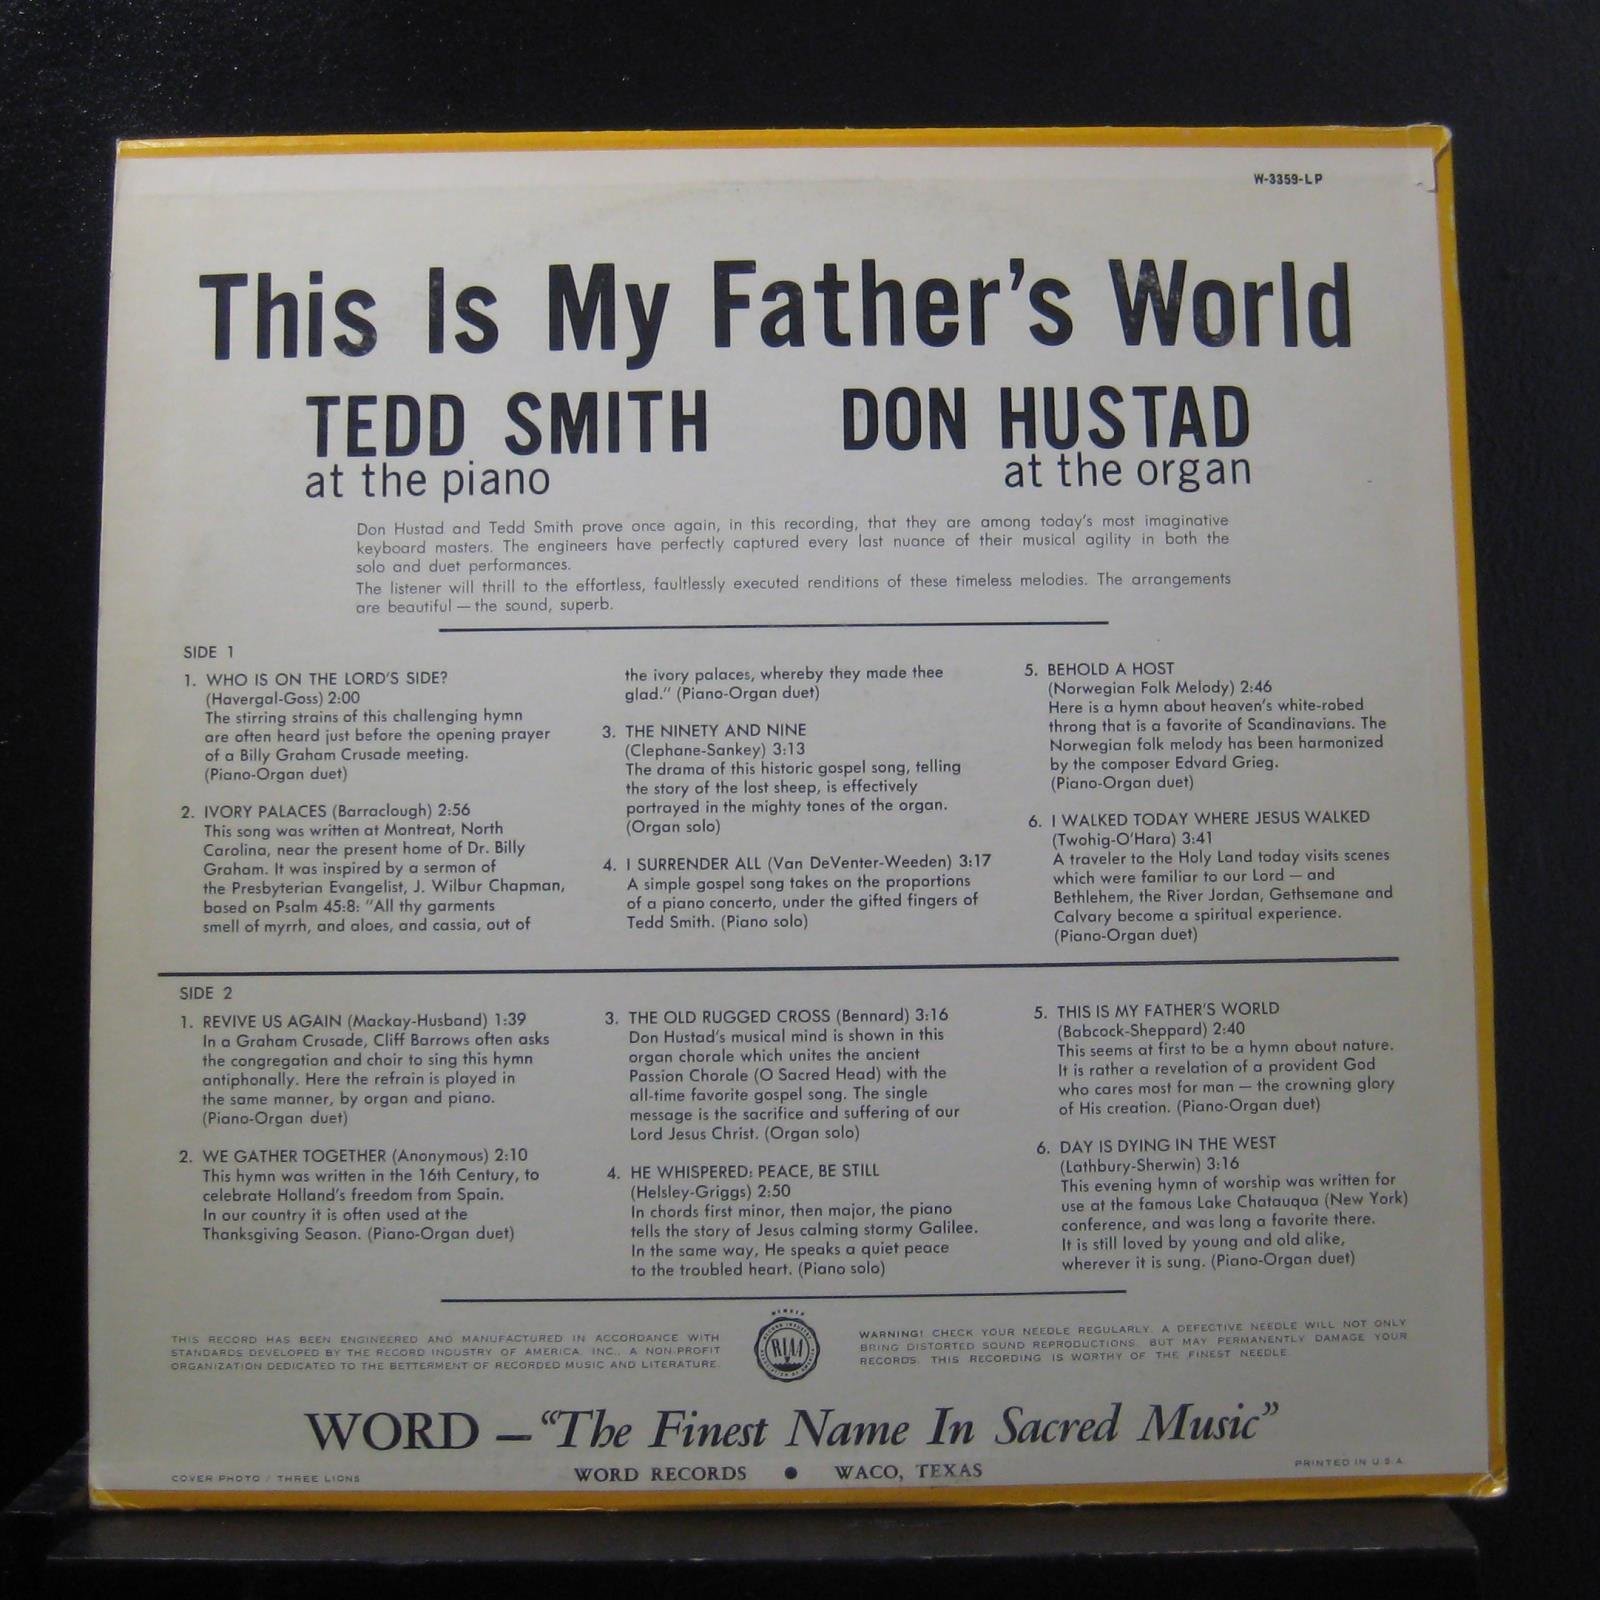 W-3359-LP
This Is My Father's World
TEDD SMITH
at the piano
DON HUSTAD
at the organ
Don Hustad and Tedd Smith prove once again, in this recording, that they are among today's most imaginative
keyboard masters. The engineers have perfectly captured every last nuance of their musical agility in both the
solo and duet performances.
The listener will thrill to the effortless, faultlessly executed renditions of these timeless melodies. The arrangements
are beautiful — the sound, superb.
SIDE 1
1. WHO IS ON THE LORD'S SIDE?
(Havergal-Goss) 2:00
The stirring strains of this challenging hymn
are often heard just before the opening prayer
of a Billy Graham Crusade meeting.
(Piano-Organ duet)
2. IVORY PALACES (Barraclough) 2:56
This song was written at Montreat, North
Carolina, near the present home of Dr. Billy
Graham. It was inspired by a sermon of
the Presbyterian Evangelist, J. Wilbur Chapman,
based on Psalm 45:8: "All thy garments
smell of myrrh, and aloes, and cassia, out of
the ivory palaces, whereby they made thee
glad." (Piano-Organ duet)
3. THE NINETY AND NINE
(Clephane-Sankey) 3:13
The drama of this historic gospel song, telling
the story of the lost sheep, is effectively
portrayed in the mighty tones of the organ.
(Organ solo)
4. I SURRENDER ALL (Van DeVenter-Weeden) 3:17
A simple gospel song takes on the proportions
of a piano concerto, under the gifted fingers of
Tedd Smith. (Piano solo)
5. BEHOLD A HOST
(Norwegian Folk Melody) 2:46
Here is a hymn about heaven's white-robed
throng that is a favorite of Scandinavians. The
Norwegian folk melody has been harmonized
by the composer Edvard Grieg.
(Piano-Organ duet)
6. I WALKED TODAY WHERE JESUS WALKED
(Twohig-O'Hara) 3:41
A traveler to the Holy Land today visits scenes
which were familiar to our Lord — and
Bethlehem, the River Jordan, Gethsemane and
Calvary become a spiritual experience.
(Piano-Organ duet)
SIDE 2
1. REVIVE US AGAIN (Mackay-Husband) 1:39
In a Graham Crusade, Cliff Barrows often asks
the congregation and choir to sing this hymn
antiphonally. Here the refrain is played in
the same manner, by organ and piano.
(Piano-Organ duet)
2. WE GATHER TOGETHER (Anonymous) 2:10
This hymn was written in the 16th Century, to
celebrate Holland's freedom from Spain.
In our country it is often used at the
Thanksgiving Season. (Piano-Organ duet)
3. THE OLD RUGGED CROSS (Bennard) 3:16
Don Hustad's musical mind is shown in this
organ chorale which unites the ancient
Passion Chorale (O Sacred Head) with the
all-time favorite gospel song. The single
message is the sacrifice and suffering of our
Lord Jesus Christ. (Organ solo)
4. HE WHISPERED: PEACE, BE STILL
(Helsley-Griggs) 2:50
In chords first minor, then major, the piano
tells the story of Jesus calming stormy Galilee.
In the same way, He speaks a quiet peace
to the troubled heart. (Piano solo)
5. THIS IS MY FATHER'S WORLD
(Babcock-Sheppard) 2:40
This seems at first to be a hymn about nature.
It is rather a revelation of a provident God
who cares most for man — the crowning glory
of His creation. (Piano-Organ duet)
6. DAY IS DYING IN THE WEST
(Lathbury-Sherwin) 3:16
This evening hymn of worship was written for
use at the famous Lake Chatauqua (New York)
conference, and was long a favorite there.
It is still loved by young and old alike,
wherever it is sung. (Piano-Organ duet)
THIS RECORD HAS BEEN ENGINEERED AND MANUFACTURED IN ACCORDANCE WITH
STANDARDS DEVELOPED BY THE RECORD INDUSTRY OF AMERICA, INC., A NON-PROFIT
ORGANIZATION DEDICATED TO THE BETTERMENT OF RECORDED MUSIC AND LITERATURE.
MEMBER
RIAA
WARNING! CHECK YOUR NEEDLE REGULARLY. A DEFECTIVE NEEDLE WILL NOT ONLY
BRING DISTORTED SOUND REPRODUCTIONS, BUT MAY PERMANENTLY DAMAGE YOUR
RECORDS. THIS RECORDING IS WORTHY OF THE FINEST NEEDLE.
WORD — "The Finest Name In Sacred Music"
COVER PHOTO / THREE LIONS
WORD RECORDS ● WACO, TEXAS
PRINTED IN U.S.A.